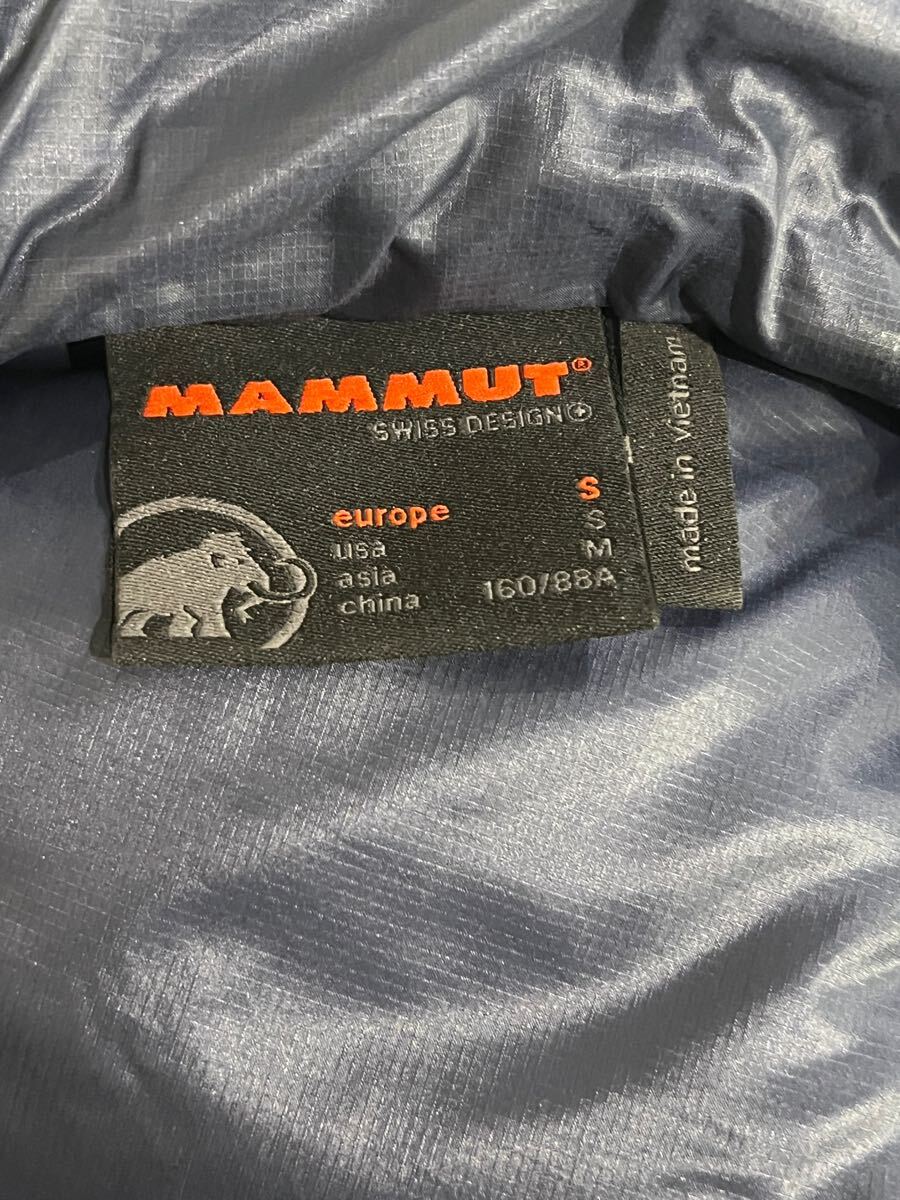 MAMMUT®
SWISS DESIGN
europe S
usa S
asia M
china 160/88A
made in vietnam